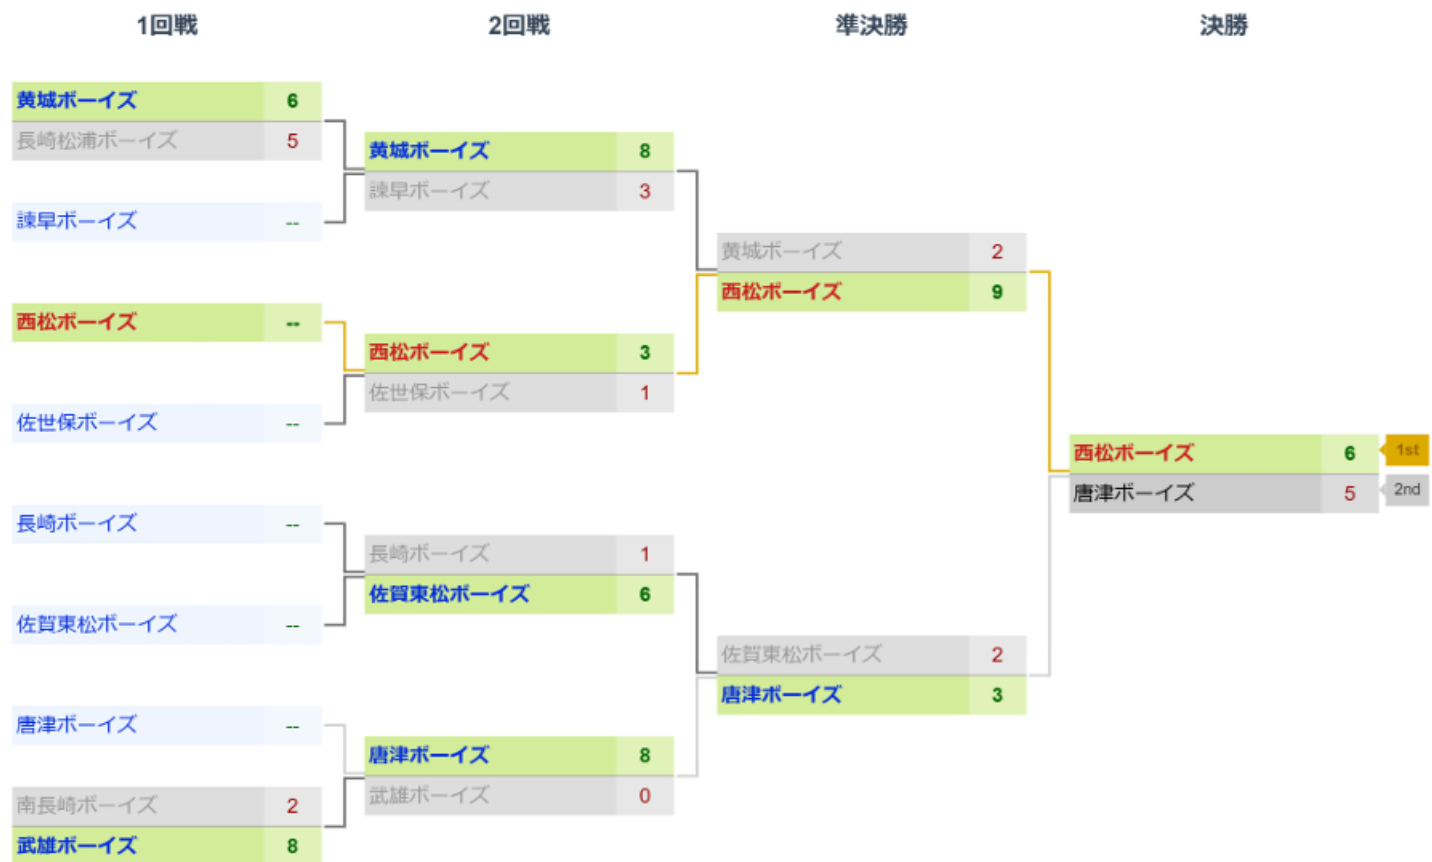 1回戦 2回戦 準決勝 決勝
黄城ボーイズ 6
長崎松浦ボーイズ 5
諫早ボーイズ --
西松ボーイズ --
佐世保ボーイズ --
長崎ボーイズ --
佐賀東松ボーイズ --
唐津ボーイズ --
南長崎ボーイズ 2
武雄ボーイズ 8
黄城ボーイズ 8
諫早ボーイズ 3
西松ボーイズ 3
佐世保ボーイズ 1
長崎ボーイズ 1
佐賀東松ボーイズ 6
唐津ボーイズ 8
武雄ボーイズ 0
黄城ボーイズ 2
西松ボーイズ 9
佐賀東松ボーイズ 2
唐津ボーイズ 3
西松ボーイズ 6 1st
唐津ボーイズ 5 2nd